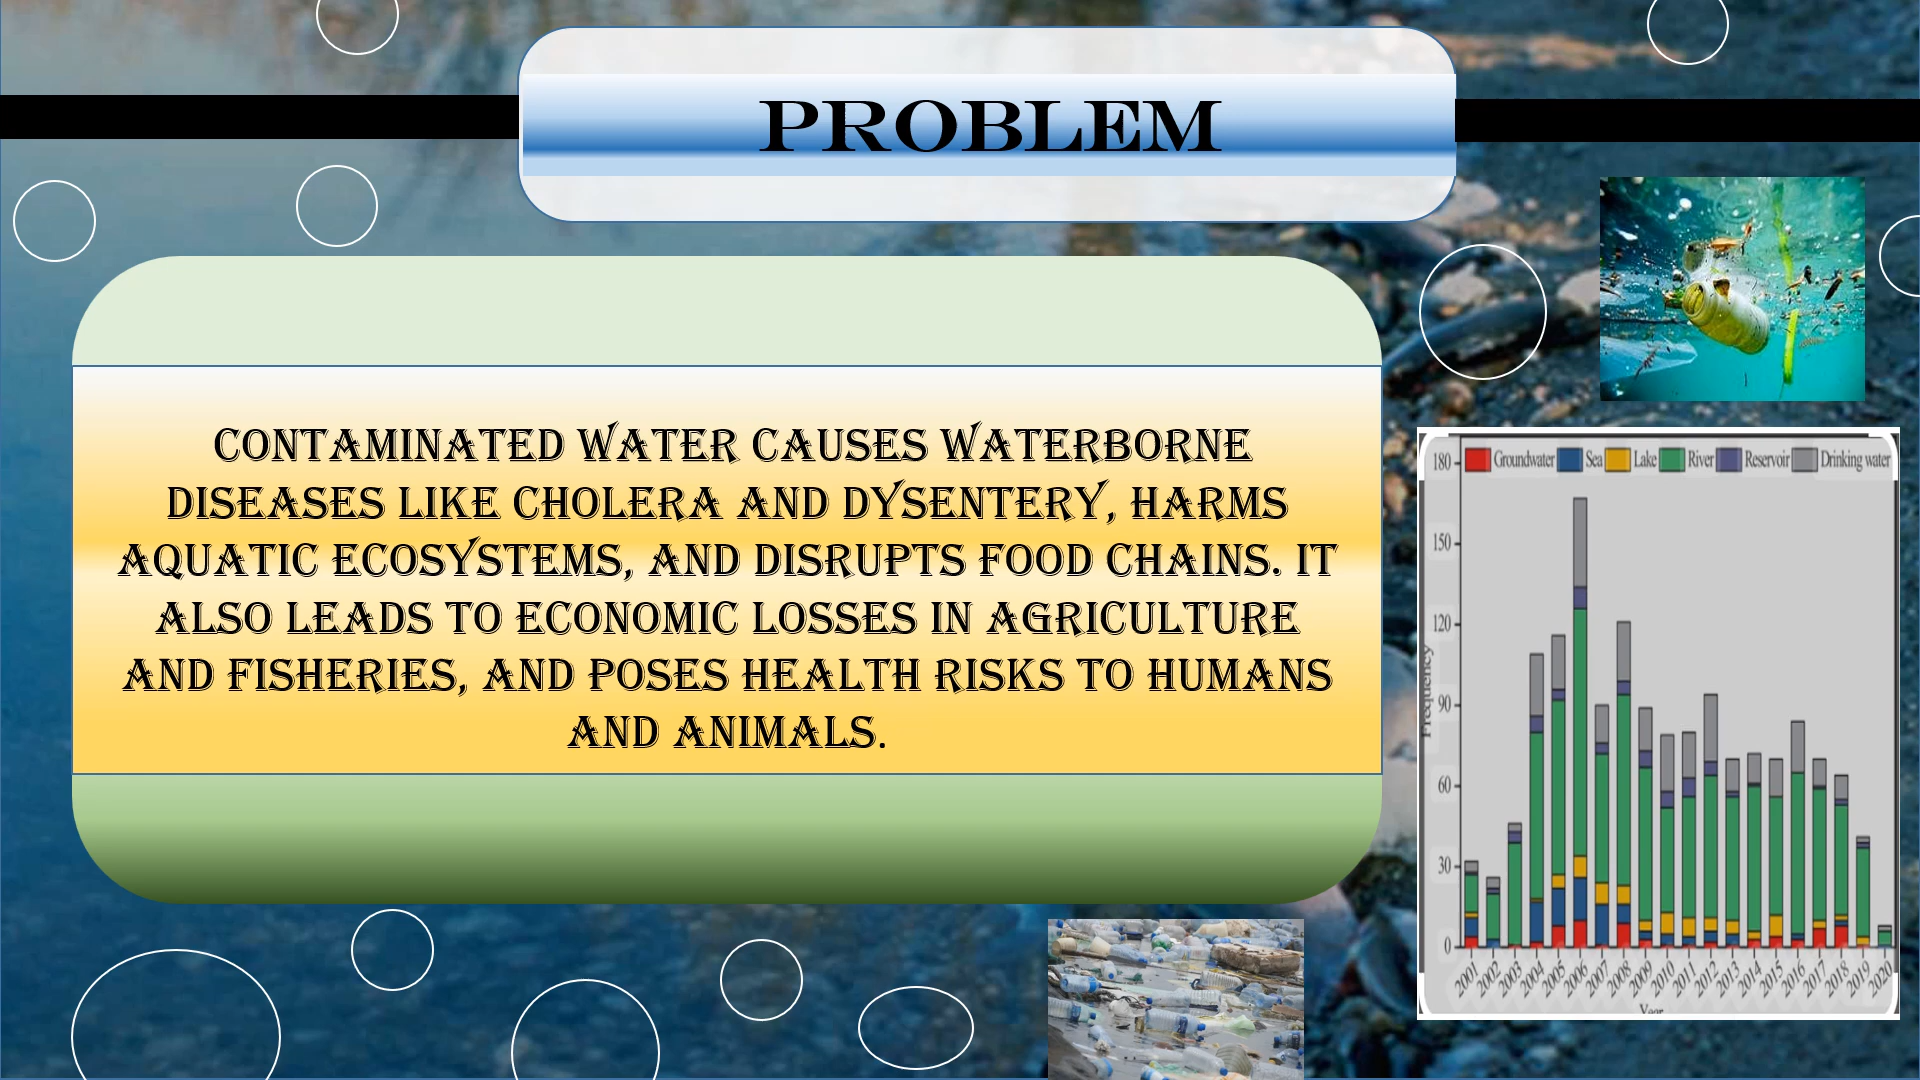 PROBLEM
CONTAMINATED WATER CAUSES WATERBORNE
DISEASES LIKE CHOLERA AND DYSENTERY, HARMS
AQUATIC ECOSYSTEMS, AND DISRUPTS FOOD CHAINS. IT
ALSO LEADS TO ECONOMIC LOSSES IN AGRICULTURE
AND FISHERIES, AND POSES HEALTH RISKS TO HUMANS
AND ANIMALS.
Groundwater Sea Lake River Reservoir Drinking water
180
150
120
90
60
30
0
Frequency
2001 2002 2003 2004 2005 2006 2007 2008 2009 2010 2011 2012 2013 2014 2015 2016 2017 2018 2019 2020
Year